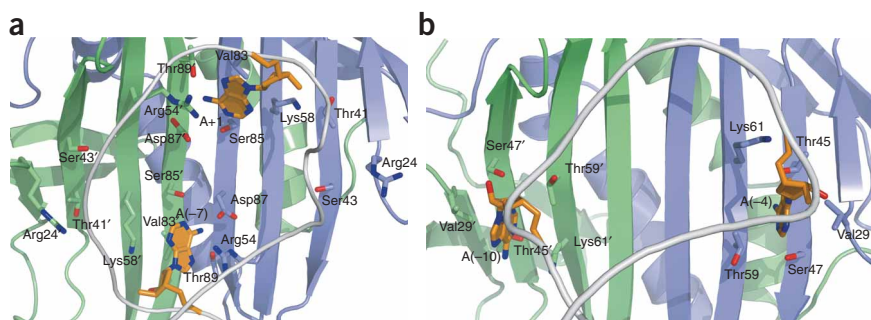 a
Val83
Thr89′
Arg54′
A+1
Lys58
Thr41
Asp87′
Ser85
Ser43′
Arg24
Ser85′
Asp87
Ser43
Val83′
A(−7)
Arg24′
Thr41′
Arg54
Lys58′
Thr89
b
Lys61
Ser47′
Thr45
Thr59′
Val29′
A(−4)
Thr45′
Lys61′
Val29
A(−10)
Thr59
Ser47